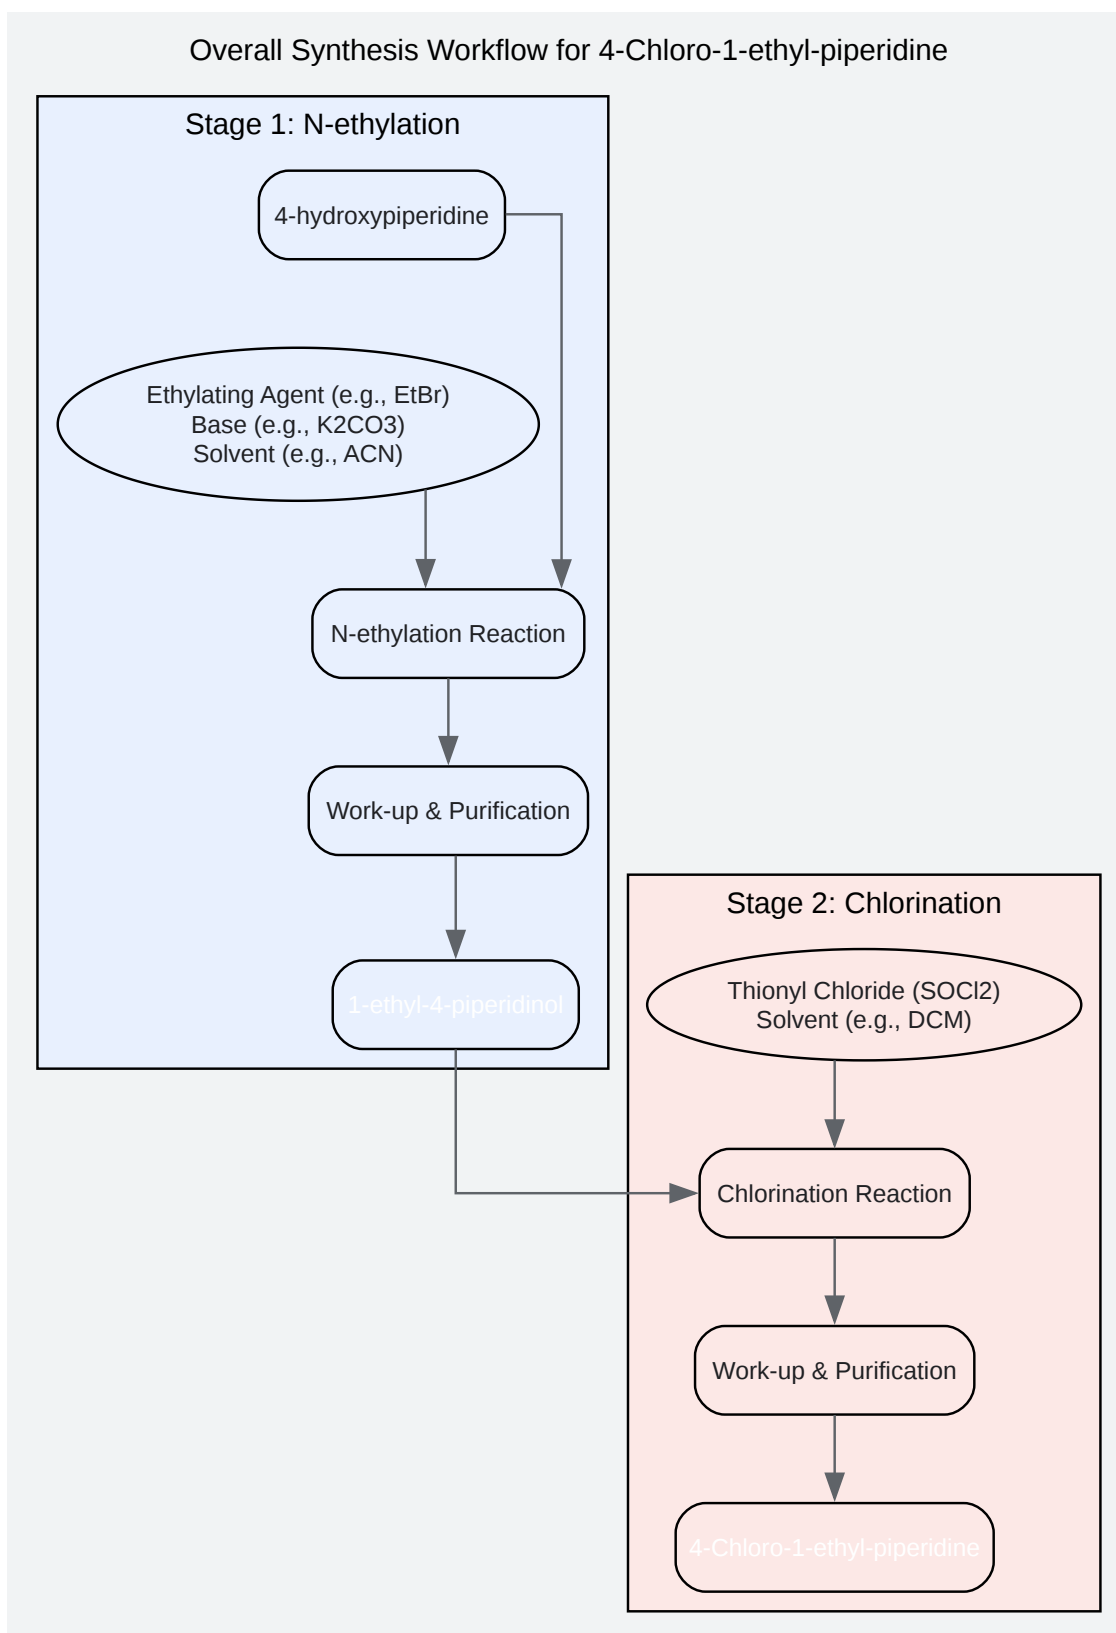 Overall Synthesis Workflow for 4-Chloro-1-ethyl-piperidine
Stage 1: N-ethylation
4-hydroxypiperidine
Ethylating Agent (e.g., EtBr)
Base (e.g., K2CO3)
Solvent (e.g., ACN)
N-ethylation Reaction
Work-up & Purification
1-ethyl-4-piperidinol
Stage 2: Chlorination
Thionyl Chloride (SOCl2)
Solvent (e.g., DCM)
Chlorination Reaction
Work-up & Purification
4-Chloro-1-ethyl-piperidine